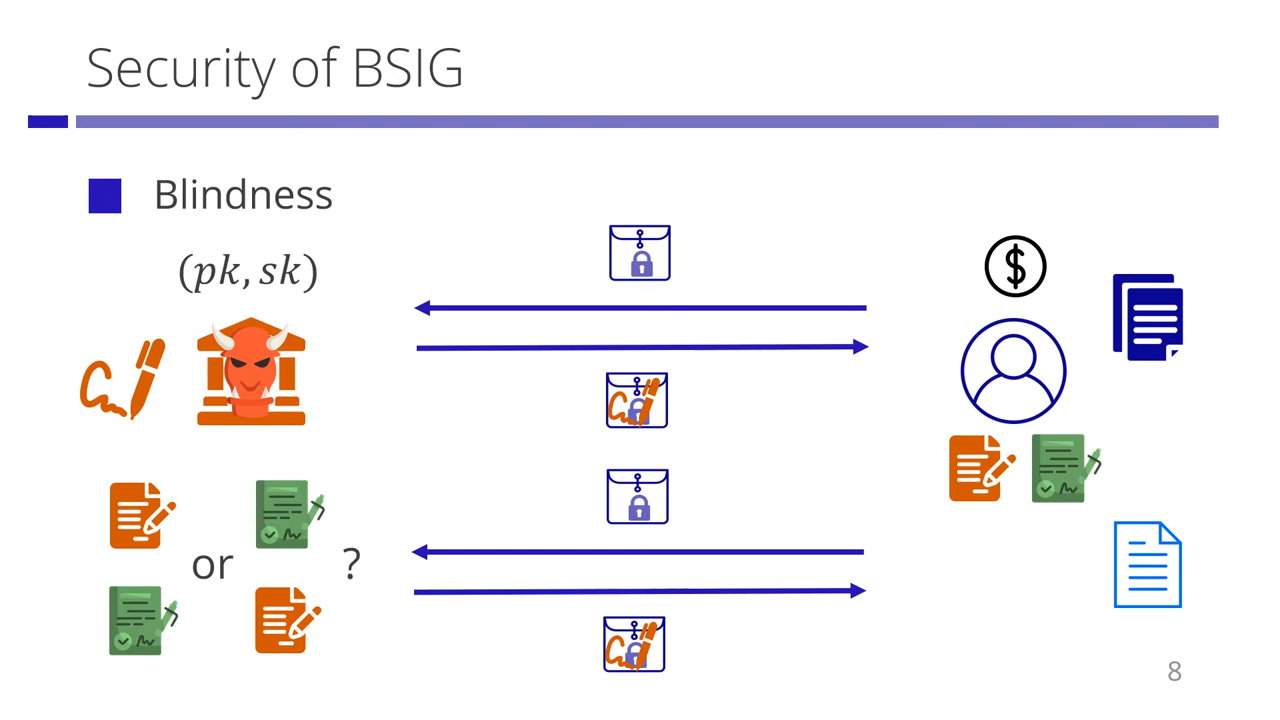 Security of BSIG
Blindness
(pk, sk)
$
or
?
8